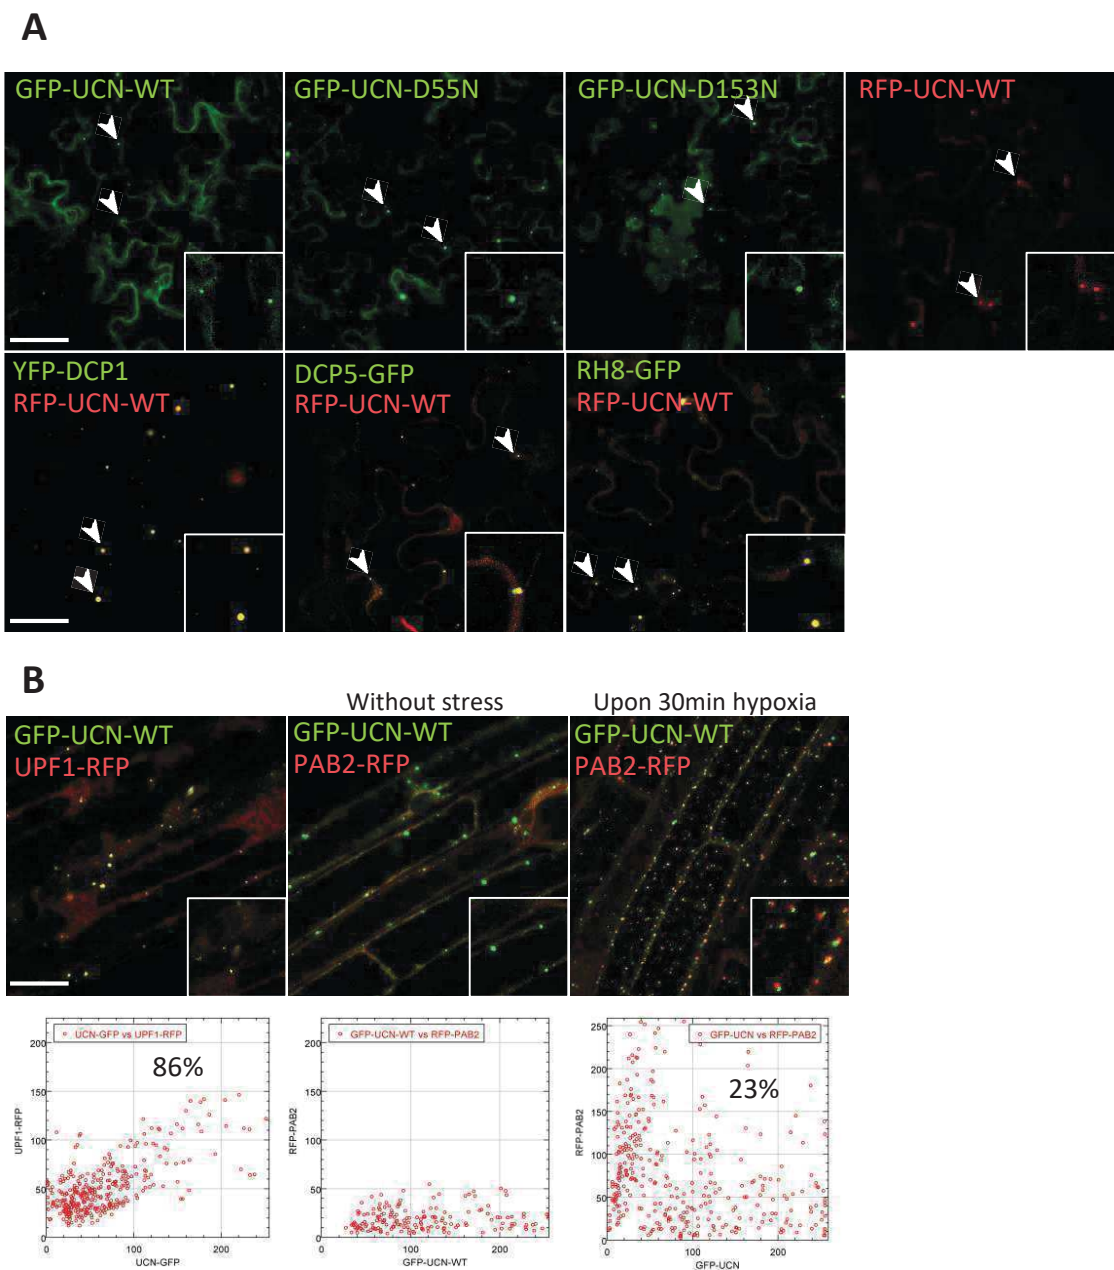 A
GFP-UCN-WT
GFP-UCN-D55N
GFP-UCN-D153N
RFP-UCN-WT
YFP-DCP1
RFP-UCN-WT
DCP5-GFP
RFP-UCN-WT
RH8-GFP
RFP-UCN-WT
B
Without stress
Upon 30min hypoxia
GFP-UCN-WT
UPF1-RFP
GFP-UCN-WT
PAB2-RFP
GFP-UCN-WT
PAB2-RFP
UCN-GFP vs UPF1-RFP
86%
200
150
100
50
0
UPF1-RFP
0 100 200
UCN-GFP
GFP-UCN-WT vs RFP-PAB2
200
150
100
50
0
RFP-PAB2
0 100 200
GFP-UCN-WT
GFP-UCN vs RFP-PAB2
23%
250
200
150
100
50
0
RFP-PAB2
0 100 200
GFP-UCN